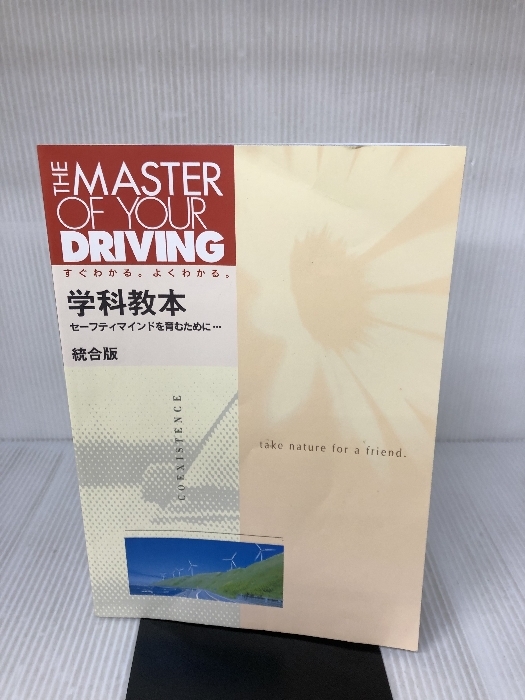 THE MASTER
OF YOUR
DRIVING
すぐわかる。よくわかる。
学科教本
セーフティマインドを育むために…
統合版
COEXISTENCE
take nature for a friend.